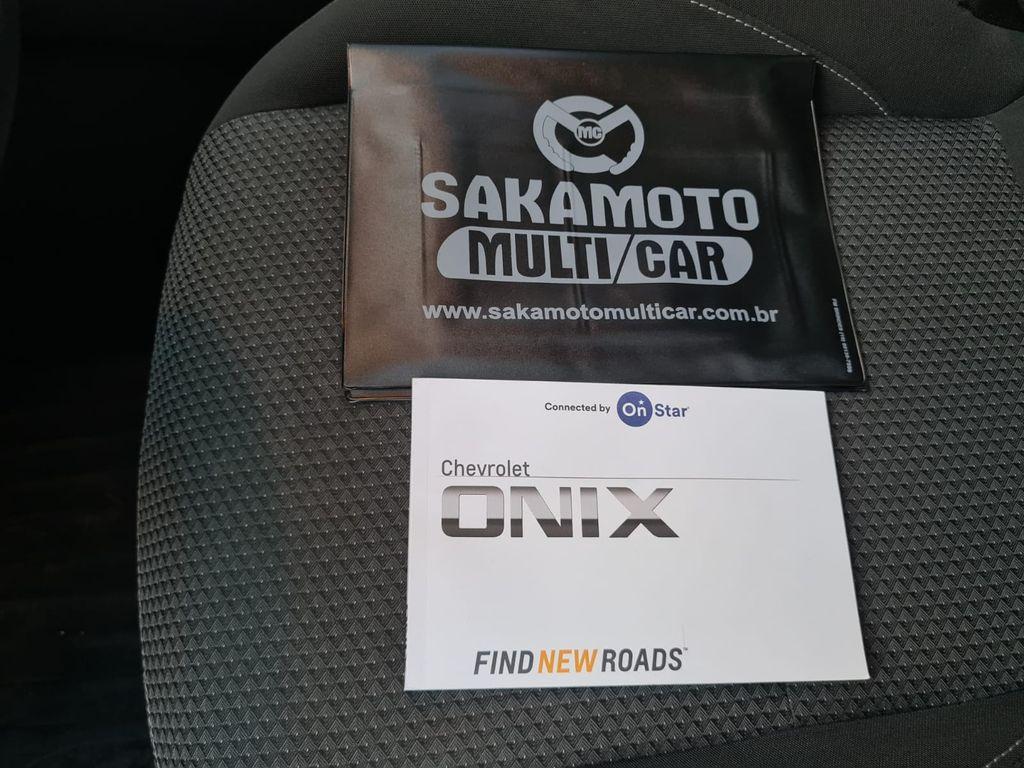 MC
SAKAMOTO
MULTI/CAR
www.sakamotomulticar.com.br
Connected by OnStar
Chevrolet
ONIX
FIND NEW ROADS™